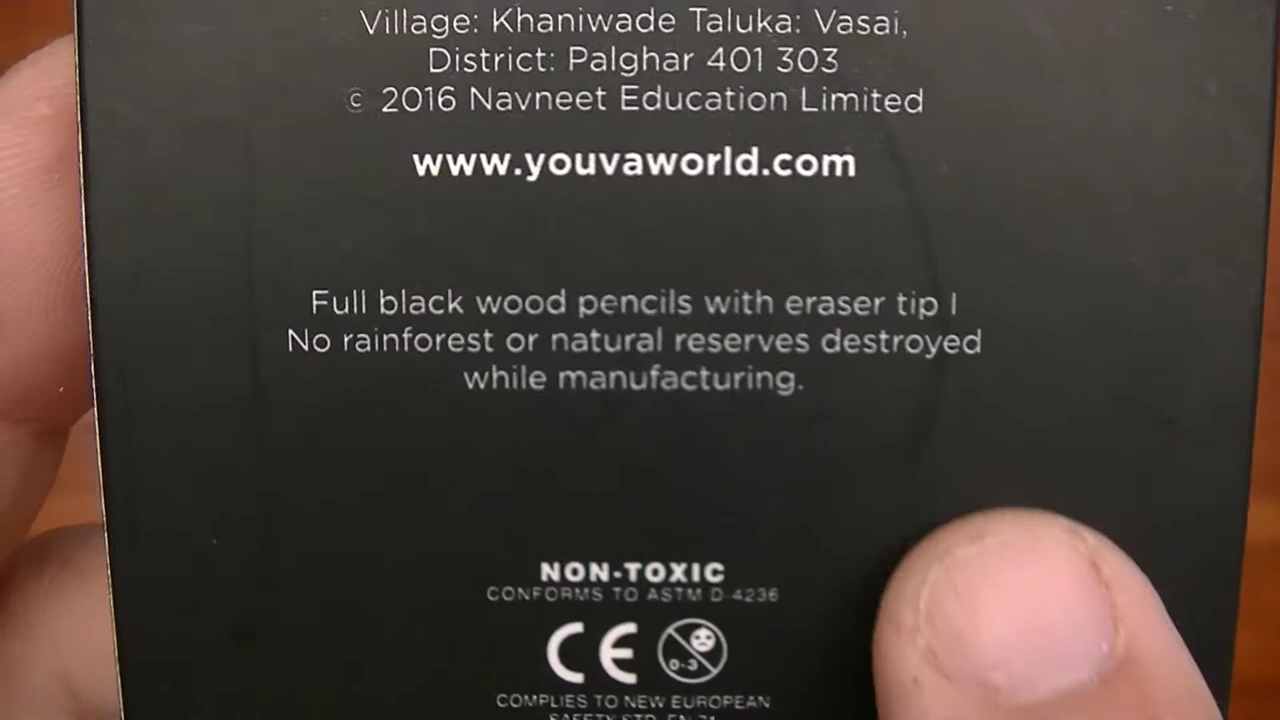 Village: Khaniwade Taluka: Vasai,
District: Palghar 401 303
© 2016 Navneet Education Limited
www.youvaworld.com
Full black wood pencils with eraser tip |
No rainforest or natural reserves destroyed
while manufacturing.
NON-TOXIC
CONFORMS TO ASTM D-4236
CE
0-3
COMPLIES TO NEW EUROPEAN
SAFETY STD. EN 71